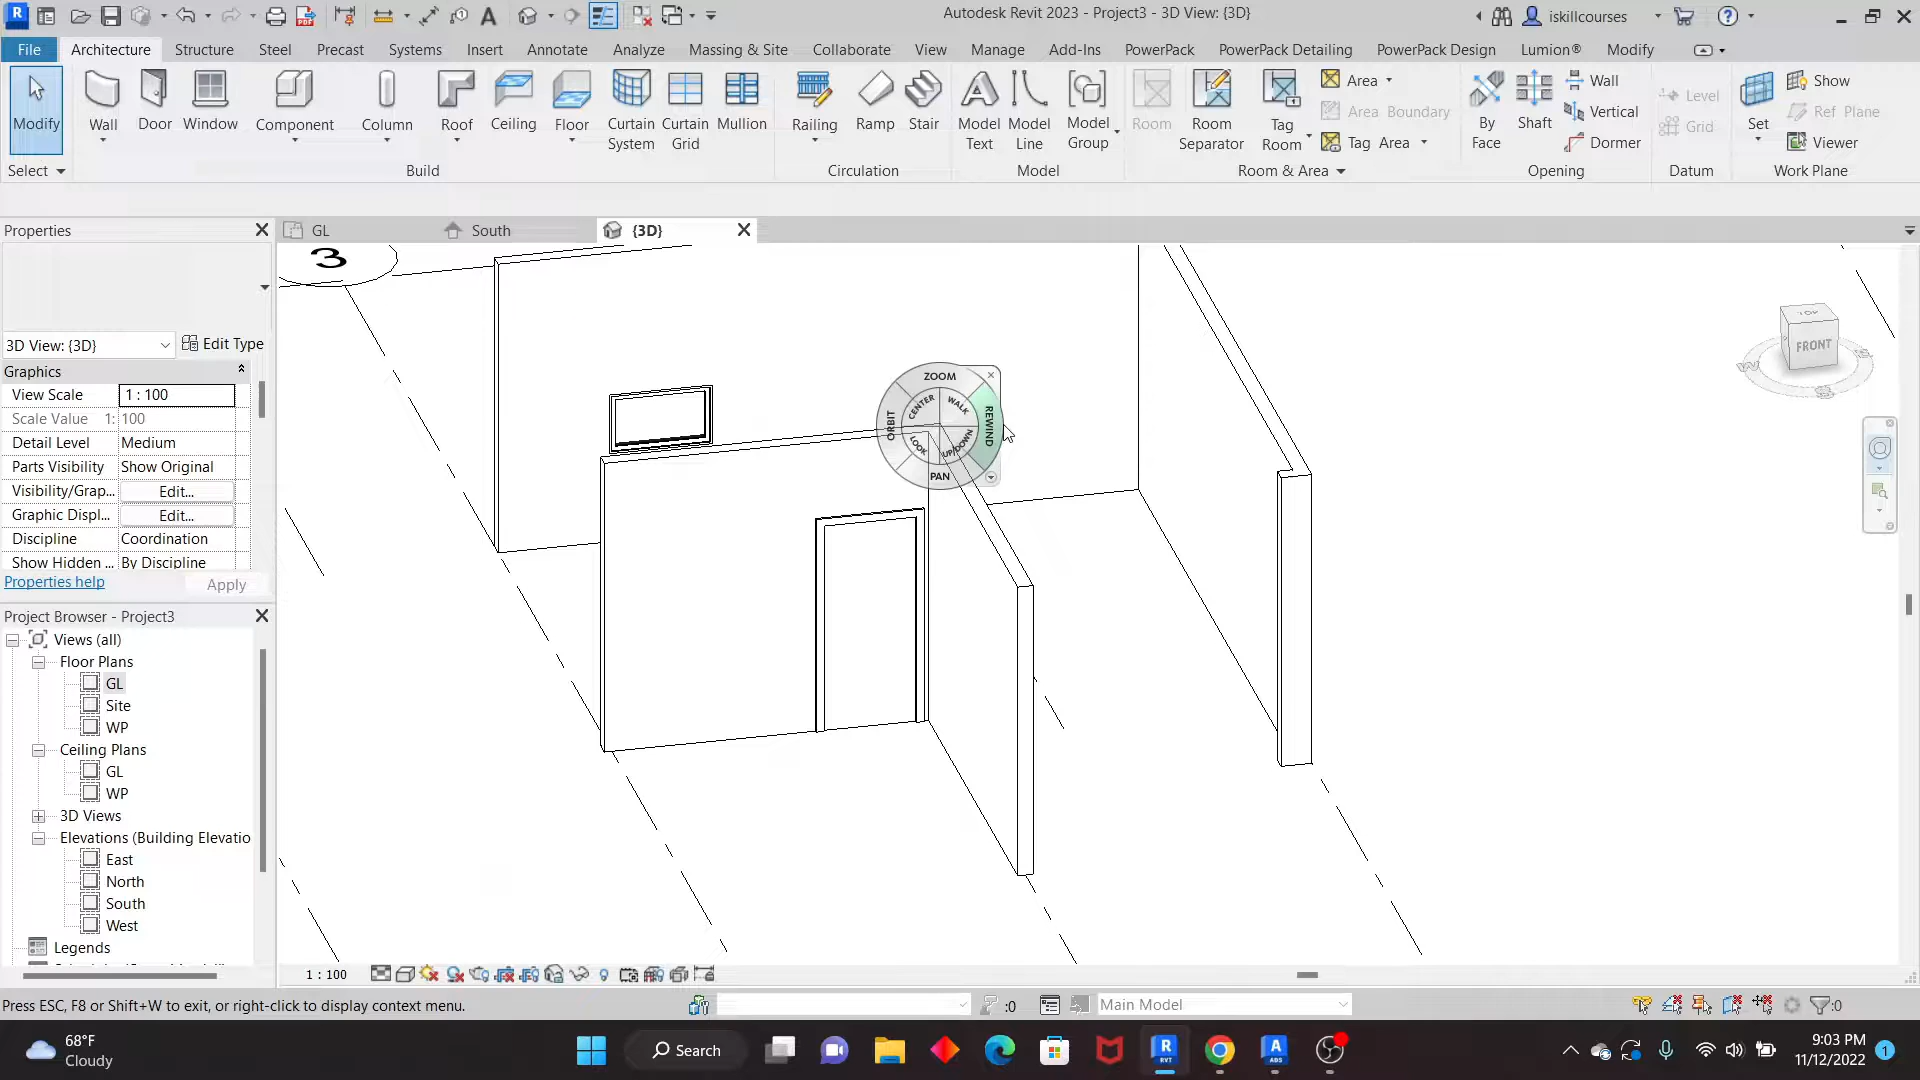 Autodesk Revit 2023 - Project3 - 3D View: {3D}
iskillcourses
File Architecture Structure Steel Precast Systems Insert Annotate Analyze Massing & Site Collaborate View Manage Add-Ins PowerPack PowerPack Detailing PowerPack Design Lumion® Modify
Modify Wall Door Window Component Column Roof Ceiling Floor Curtain System Curtain Grid Mullion Railing Ramp Stair Model Text Model Line Model Group Room Room Separator Tag Room
Area
Area Boundary
Tag Area
By Face Shaft Wall
Vertical
Dormer
Level
Grid
Set Show
Ref Plane
Viewer
Select Build Circulation Model Room & Area Opening Datum Work Plane
Properties
GL South {3D}
3D View: {3D} Edit Type
Graphics
View Scale 1 : 100
Scale Value 1: 100
Detail Level Medium
Parts Visibility Show Original
Visibility/Grap... Edit...
Graphic Displ... Edit...
Discipline Coordination
Show Hidden ... By Discipline
Properties help Apply
Project Browser - Project3
Views (all)
Floor Plans
GL
Site
WP
Ceiling Plans
GL
WP
3D Views
Elevations (Building Elevatio
East
North
South
West
Legends
3
ZOOM
CENTER WALK
ORBIT REWIND
LOOK UP/DOWN
PAN
TOP
FRONT
W S
1 : 100
Press ESC, F8 or Shift+W to exit, or right-click to display context menu.
:0
Main Model
:0
68°F
Cloudy
Search
9:03 PM
11/12/2022
1